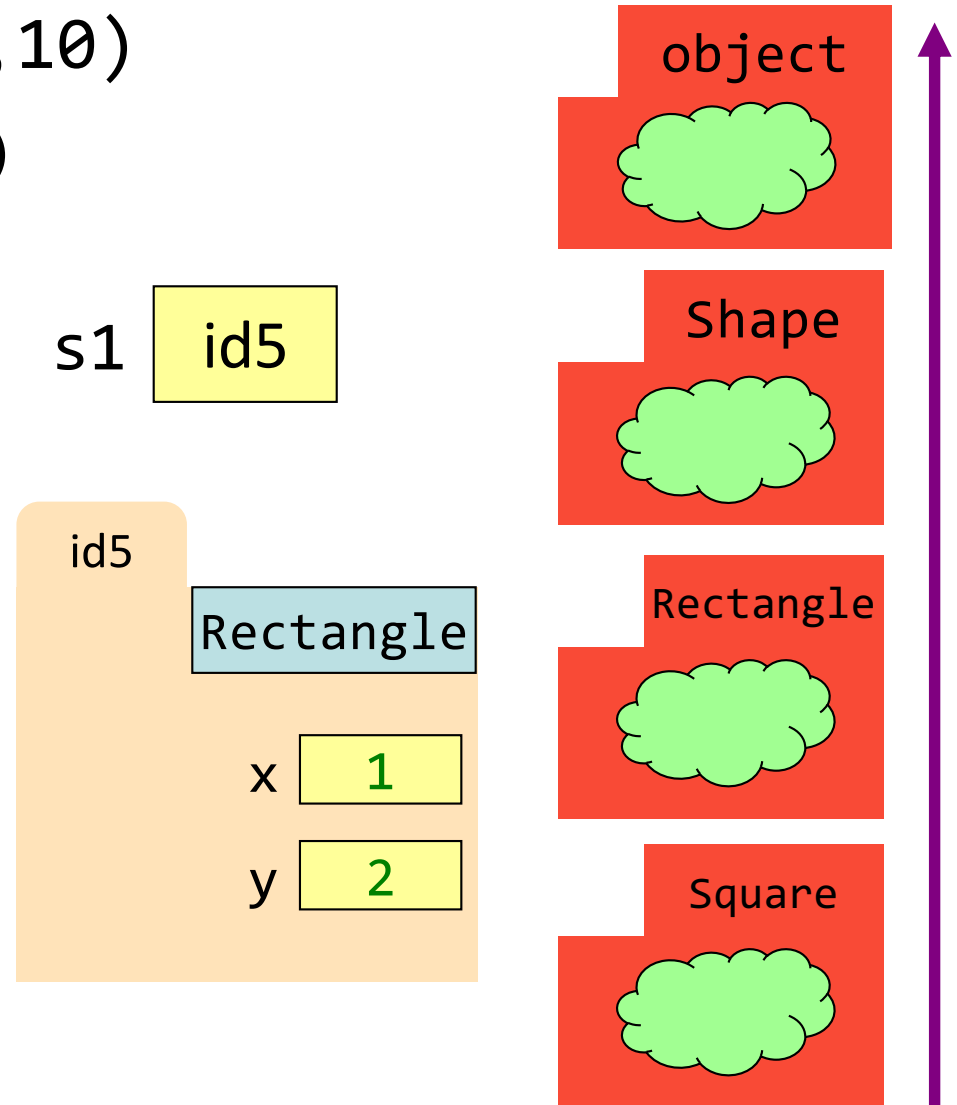 ,10)
)
s1 id5
id5
Rectangle
x 1
y 2
object
Shape
Rectangle
Square